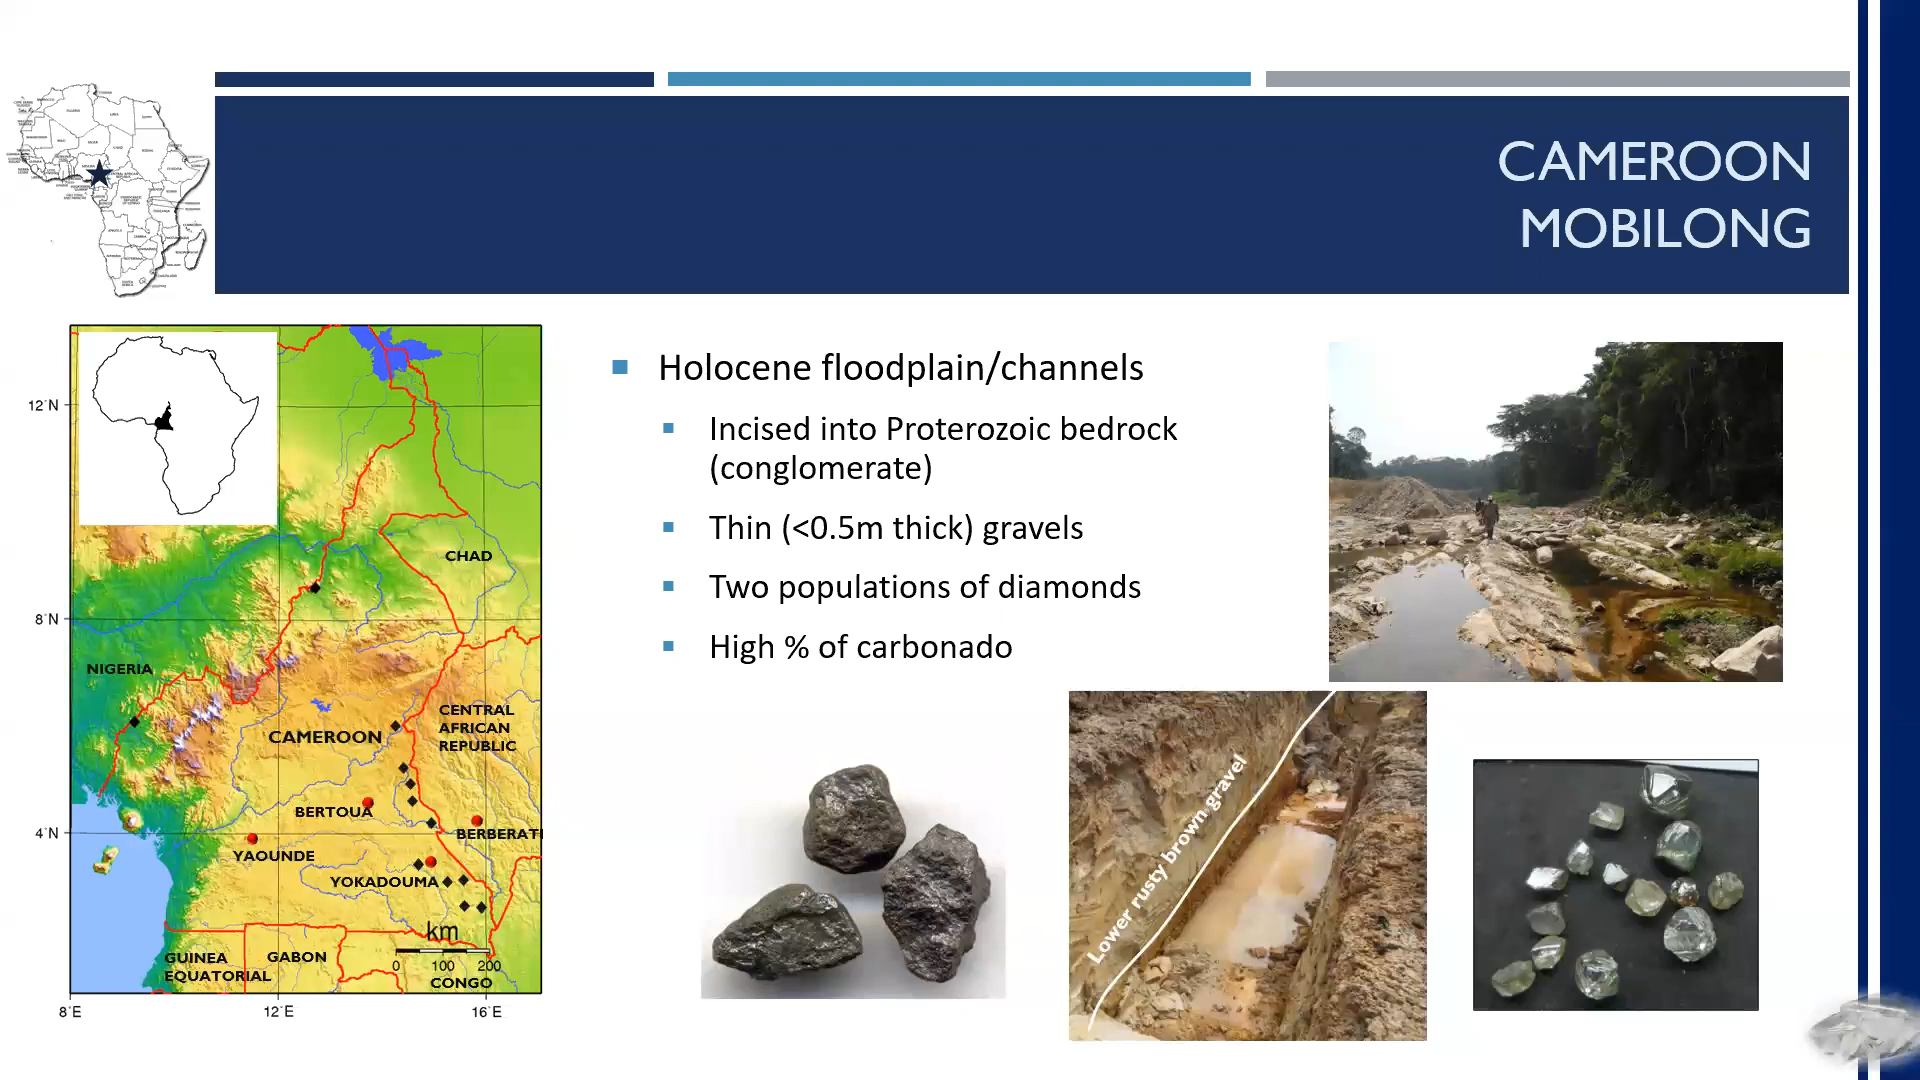 CAMEROON
MOBILONG
12°N
8°N
4°N
8°E
12°E
16°E
CHAD
NIGERIA
CENTRAL
AFRICAN
REPUBLIC
CAMEROON
BERTOUA
BERBERATI
YAOUNDE
YOKADOUMA
km
0 100 200
GUINEA
EQUATORIAL
GABON
CONGO
Holocene floodplain/channels
Incised into Proterozoic bedrock
(conglomerate)
Thin (<0.5m thick) gravels
Two populations of diamonds
High % of carbonado
Lower rusty brown gravel